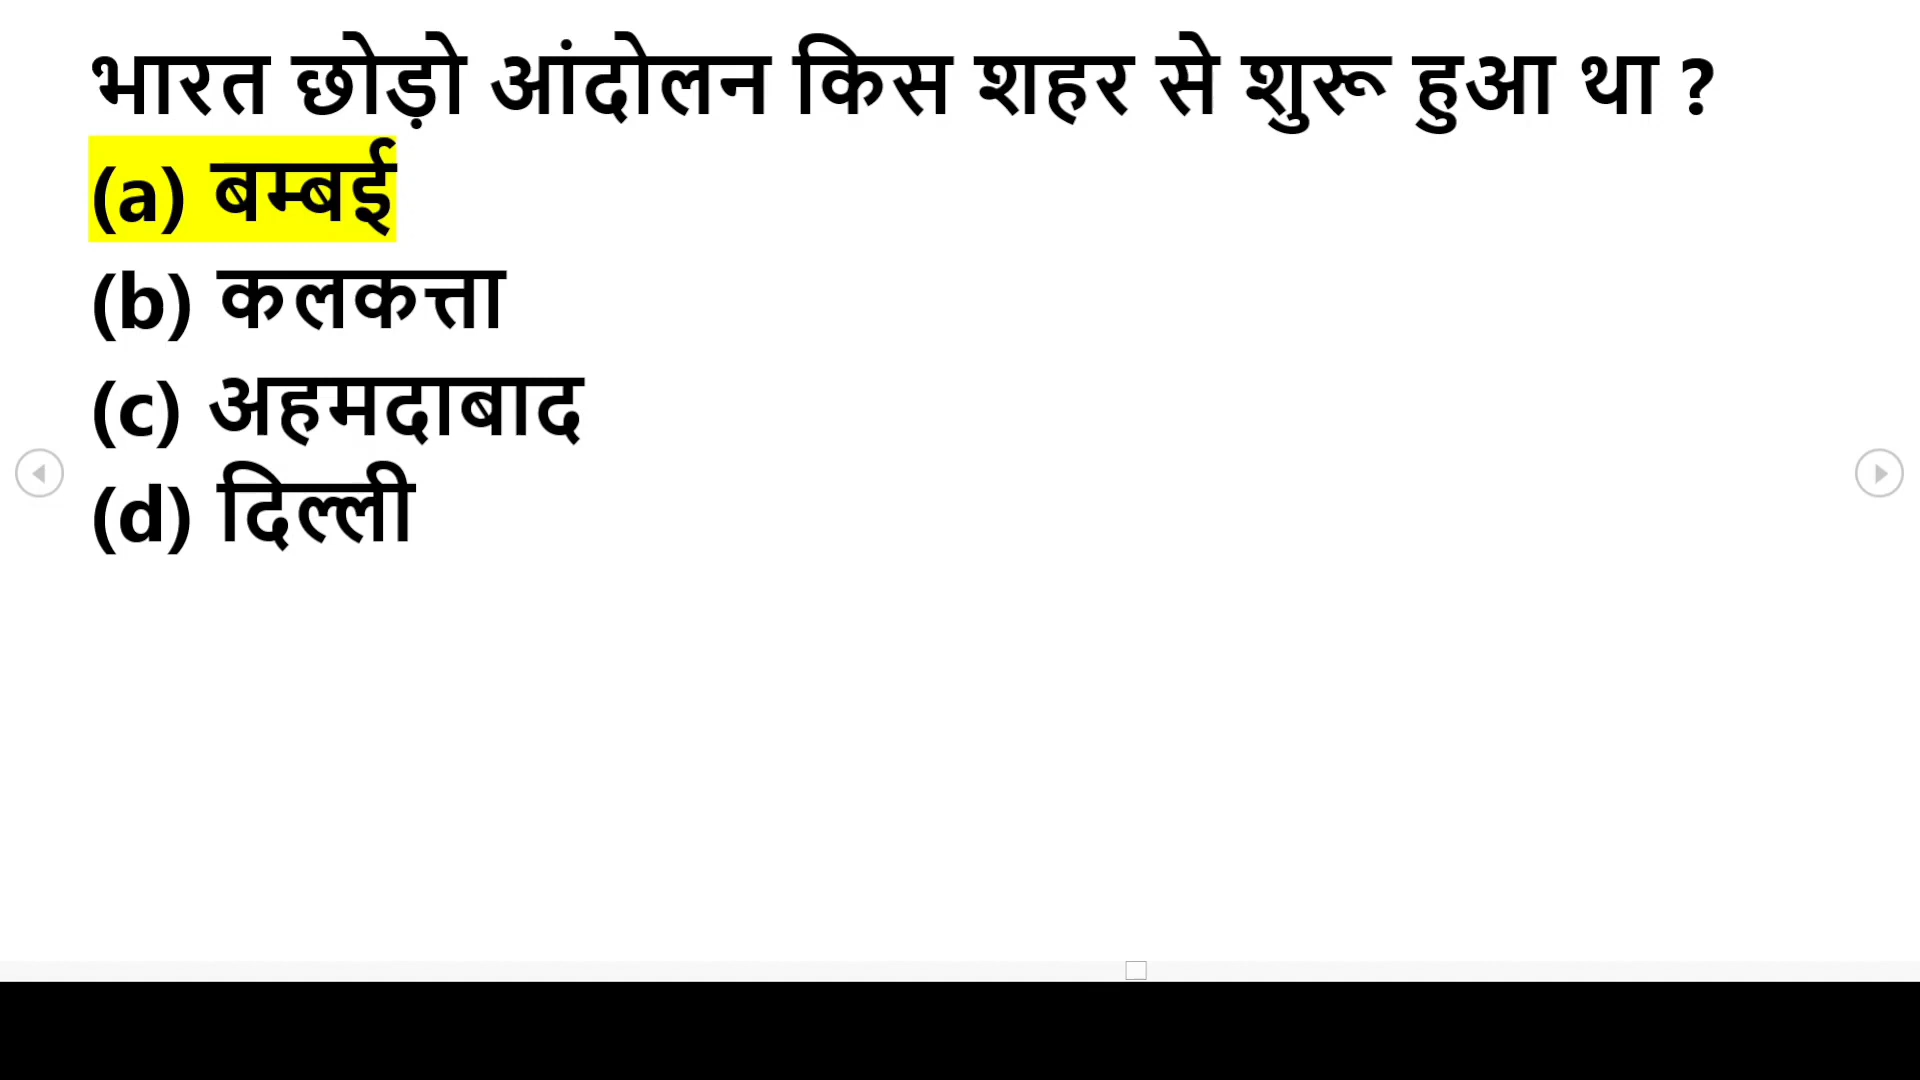 भारत छोड़ो आंदोलन किस शहर से शुरू हुआ था ?
(a) बम्बई
(b) कलकत्ता
(c) अहमदाबाद
(d) दिल्ली